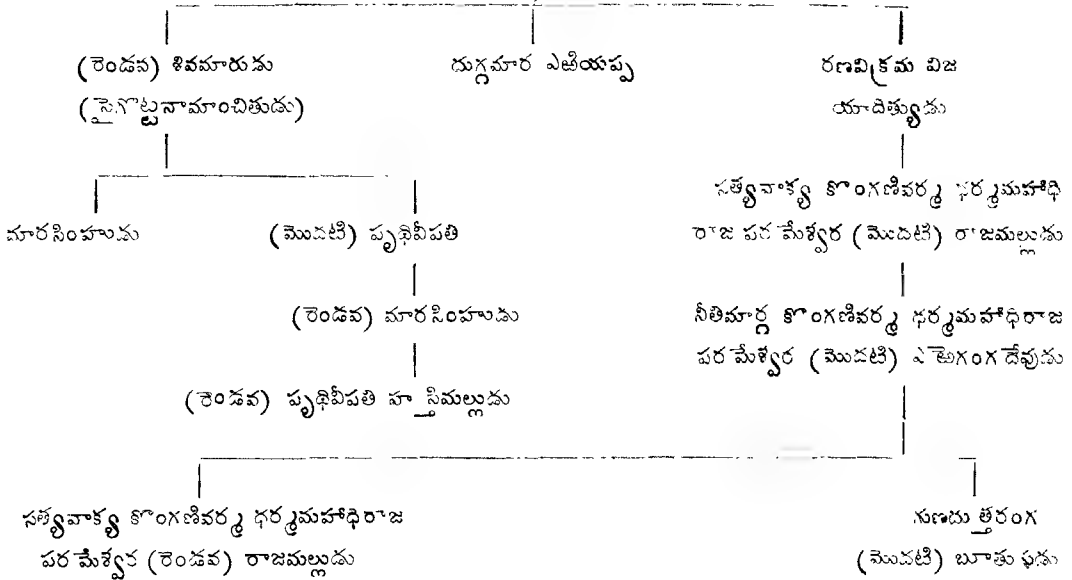 (రెండవ) శివమారుడు దుగ్గమార ఎఱియప్ప రణవిక్రమ విజ
(సైగొట్టనామాంచితుడు) యాదిత్యుడు
సత్యవాక్య కొంగణివర్మ ధర్మమహాధి
మారసింహుడు (మొదటి) పృథివీపతి రాజ పరమేశ్వర (మొదటి) రాజమల్లుడు
(రెండవ) మారసింహుడు నీతిమార్గ కొంగణివర్మ ధర్మమహాధిరాజ
పరమేశ్వర (మొదటి) ఎఱెగంగదేవుడు
(రెండవ) పృథివీపతి హస్తిమల్లుడు
సత్యవాక్య కొంగణివర్మ ధర్మమహాధిరాజ గుణదుత్తరంగ
పరమేశ్వర (రెండవ) రాజమల్లుడు (మొదటి) బూతుఫడు